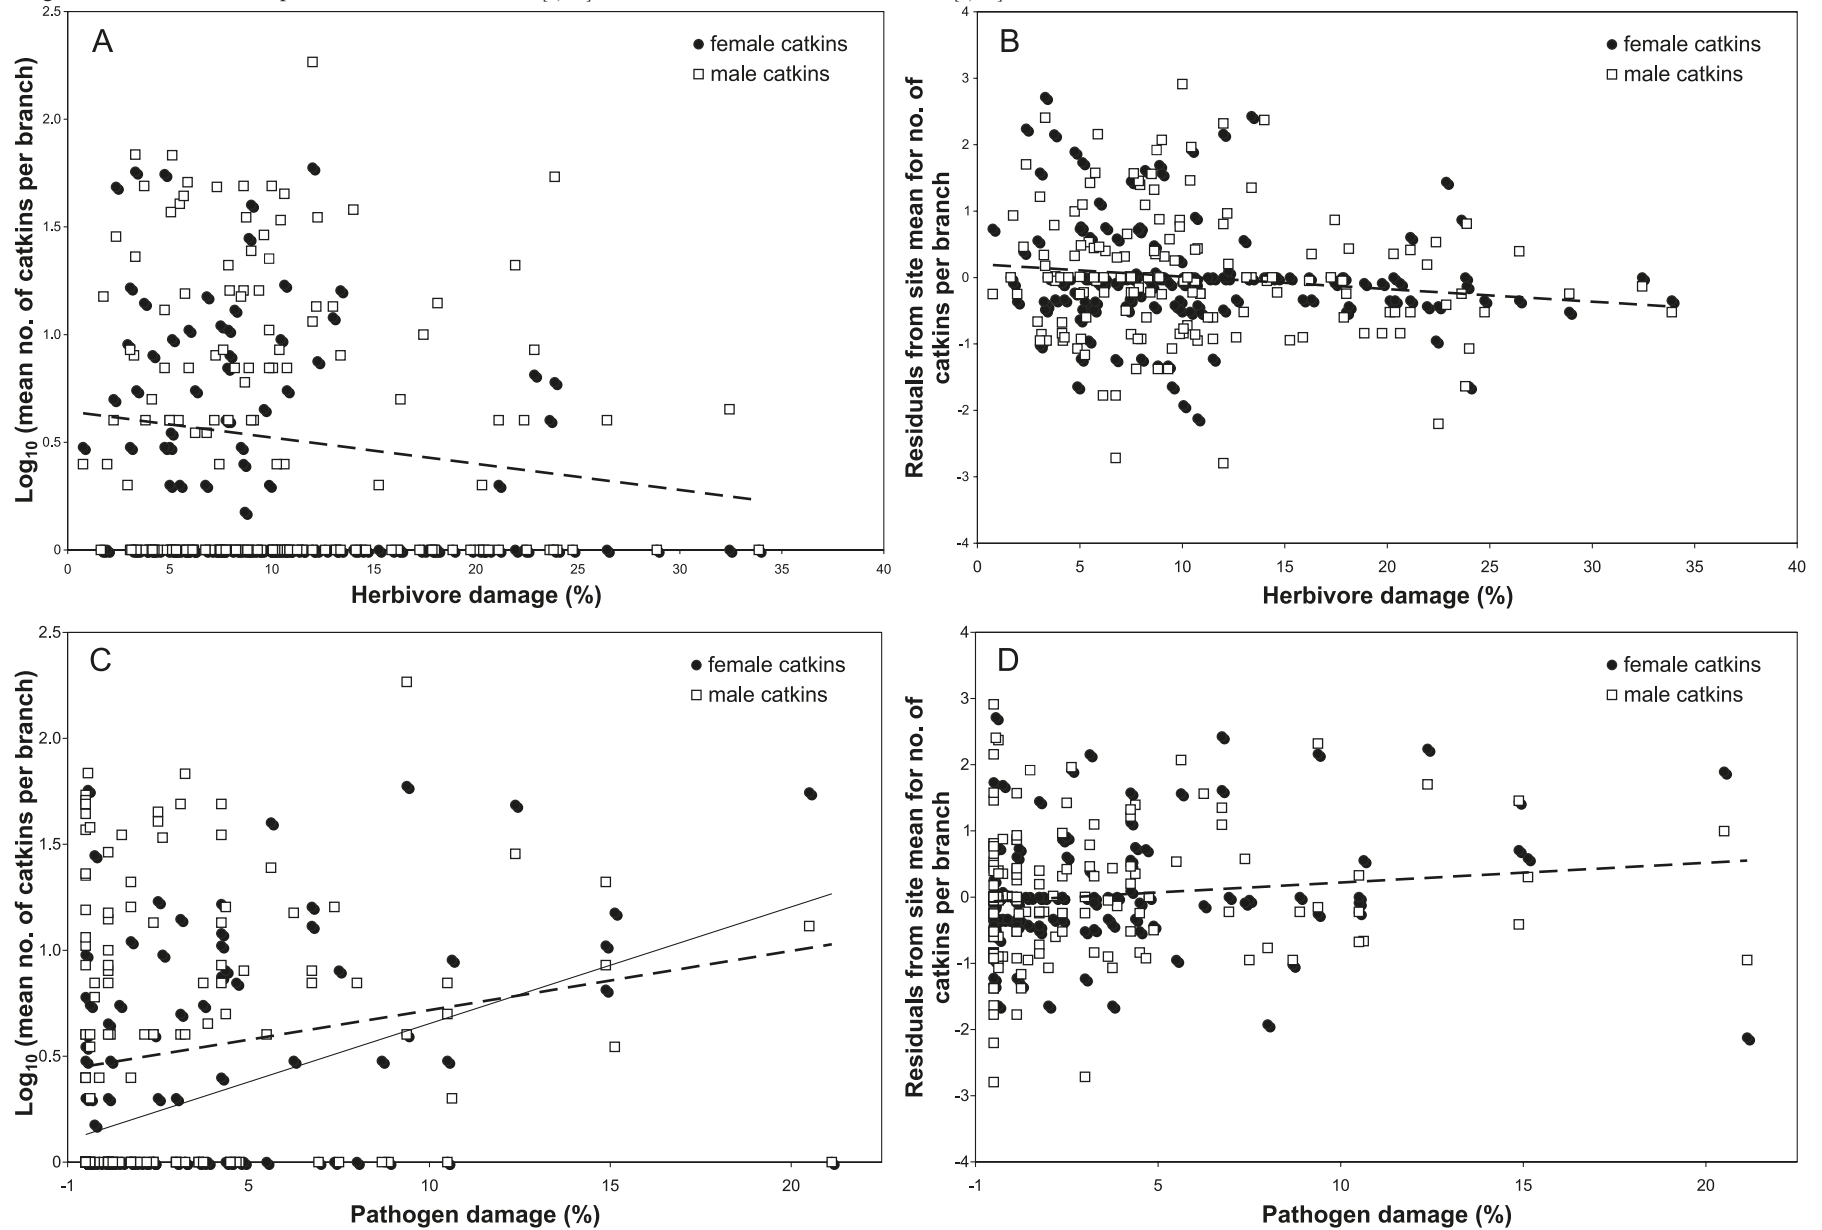 A
female catkins
male catkins
Log10 (mean no. of catkins per branch)
2.5
2.0
1.5
1.0
0.5
0
0 5 10 15 20 25 30 35 40
Herbivore damage (%)
B
female catkins
male catkins
Residuals from site mean for no. of
catkins per branch
4
3
2
1
0
-1
-2
-3
-4
0 5 10 15 20 25 30 35 40
Herbivore damage (%)
C
female catkins
male catkins
Log10 (mean no. of catkins per branch)
2.5
2.0
1.5
1.0
0.5
0
-1 5 10 15 20
Pathogen damage (%)
D
female catkins
male catkins
Residuals from site mean for no. of
catkins per branch
4
3
2
1
0
-1
-2
-3
-4
-1 5 10 15 20
Pathogen damage (%)